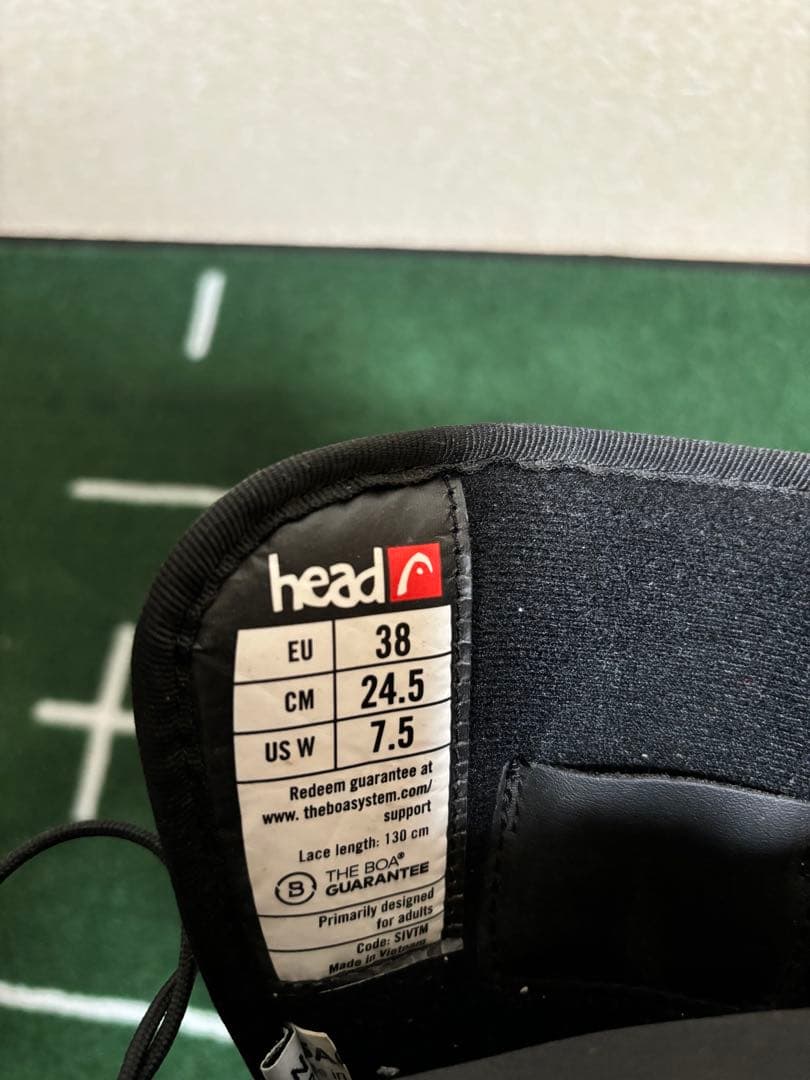 head
EU 38
CM 24.5
US W 7.5
Redeem guarantee at
www. theboasystem.com/
support
Lace length: 130 cm
B THE BOA®
GUARANTEE
Primarily designed
for adults
Code: SIVTM
Made in Vietnam